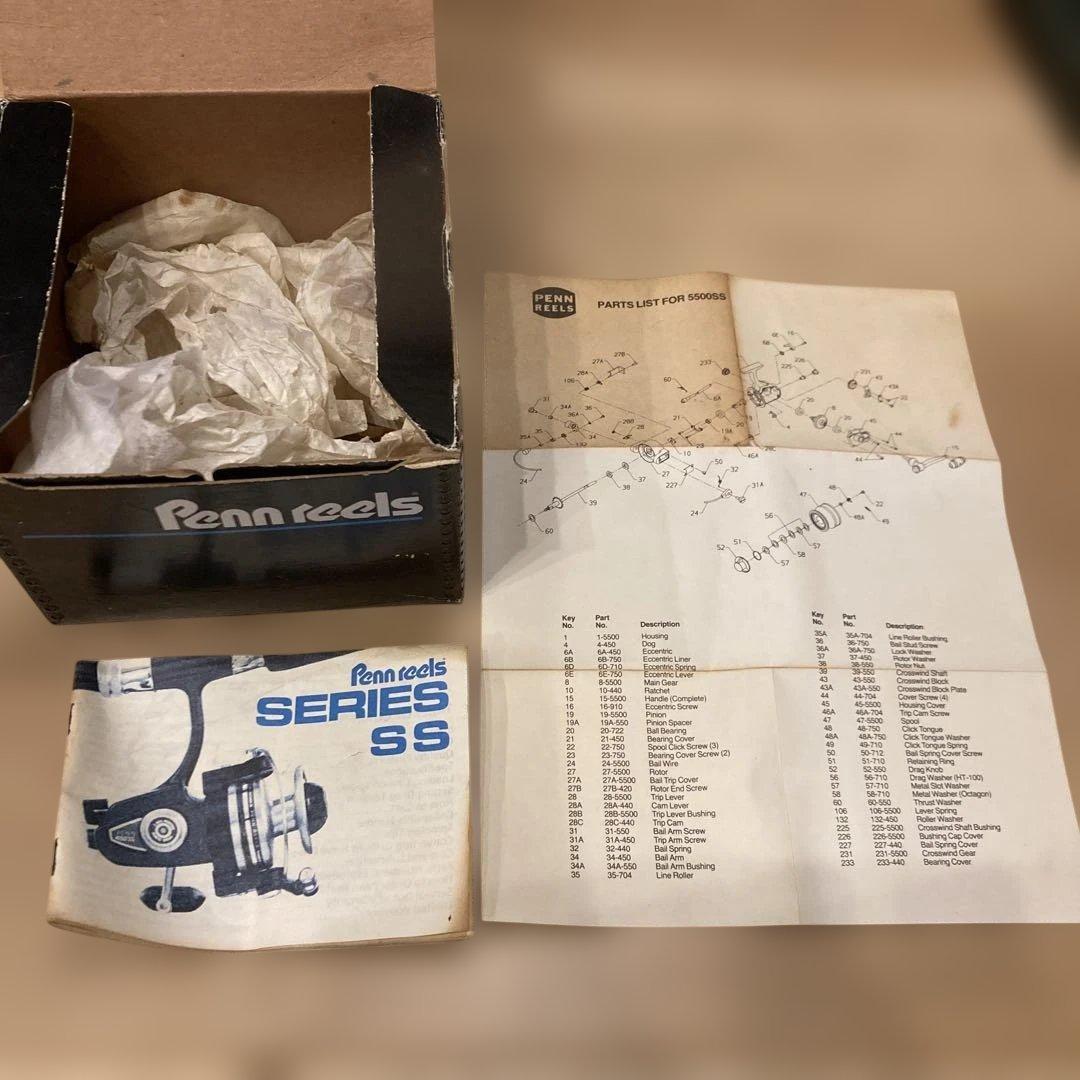 Penn reels
Penn reels
SERIES
SS
PENN
REELS
PARTS LIST FOR 5500SS
Key No. Part No. Description
1 1-5500 Housing
4 4-450 Dog
6A 6A-450 Eccentric
6B 6B-750 Eccentric Liner
6D 6D-710 Eccentric Spring
6E 6E-750 Eccentric Lever
8 8-5500 Main Gear
10 10-440 Ratchet
15 15-5500 Handle (Complete)
16 16-910 Eccentric Screw
19 19-5500 Pinion
19A 19A-550 Pinion Spacer
20 20-722 Ball Bearing
21 21-450 Bearing Cover
22 22-750 Spool Click Screw (3)
23 23-750 Bearing Cover Screw (2)
24 24-5500 Bail Wire
27 27-5500 Rotor
27A 27A-5500 Bail Trip Cover
27B 27B-420 Rotor End Screw
28 28-5500 Trip Lever
28A 28A-440 Cam Lever
28B 28B-5500 Trip Lever Bushing
28C 28C-440 Trip Cam
31 31-550 Bail Arm Screw
31A 31A-450 Trip Arm Screw
32 32-440 Bail Spring
34 34-450 Bail Arm
34A 34A-550 Bail Arm Bushing
35 35-704 Line Roller
Key No. Part No. Description
35A 35A-704 Line Roller Bushing
36 36-750 Bail Stud Screw
36A 36A-750 Lock Washer
37 37-450 Rotor Washer
38 38-550 Rotor Nut
39 39-550 Crosswind Shaft
43 43-550 Crosswind Block
43A 43A-550 Crosswind Block Plate
44 44-704 Cover Screw (4)
45 45-5500 Housing Cover
46A 46A-704 Trip Cam Screw
47 47-5500 Spool
48 48-750 Click Tongue
48A 48A-750 Click Tongue Washer
49 49-710 Click Tongue Spring
50 50-712 Bail Spring Cover Screw
51 51-710 Retaining Ring
52 52-550 Drag Knob
56 56-710 Drag Washer (HT-100)
57 57-710 Metal Slot Washer
58 58-710 Metal Washer (Octagon)
60 60-550 Thrust Washer
106 106-5500 Lever Spring
132 132-450 Roller Washer
225 225-5500 Crosswind Shaft Bushing
226 226-5500 Bushing Cap Cover
227 227-440 Bail Spring Cover
231 231-5500 Crosswind Gear
233 233-440 Bearing Cover